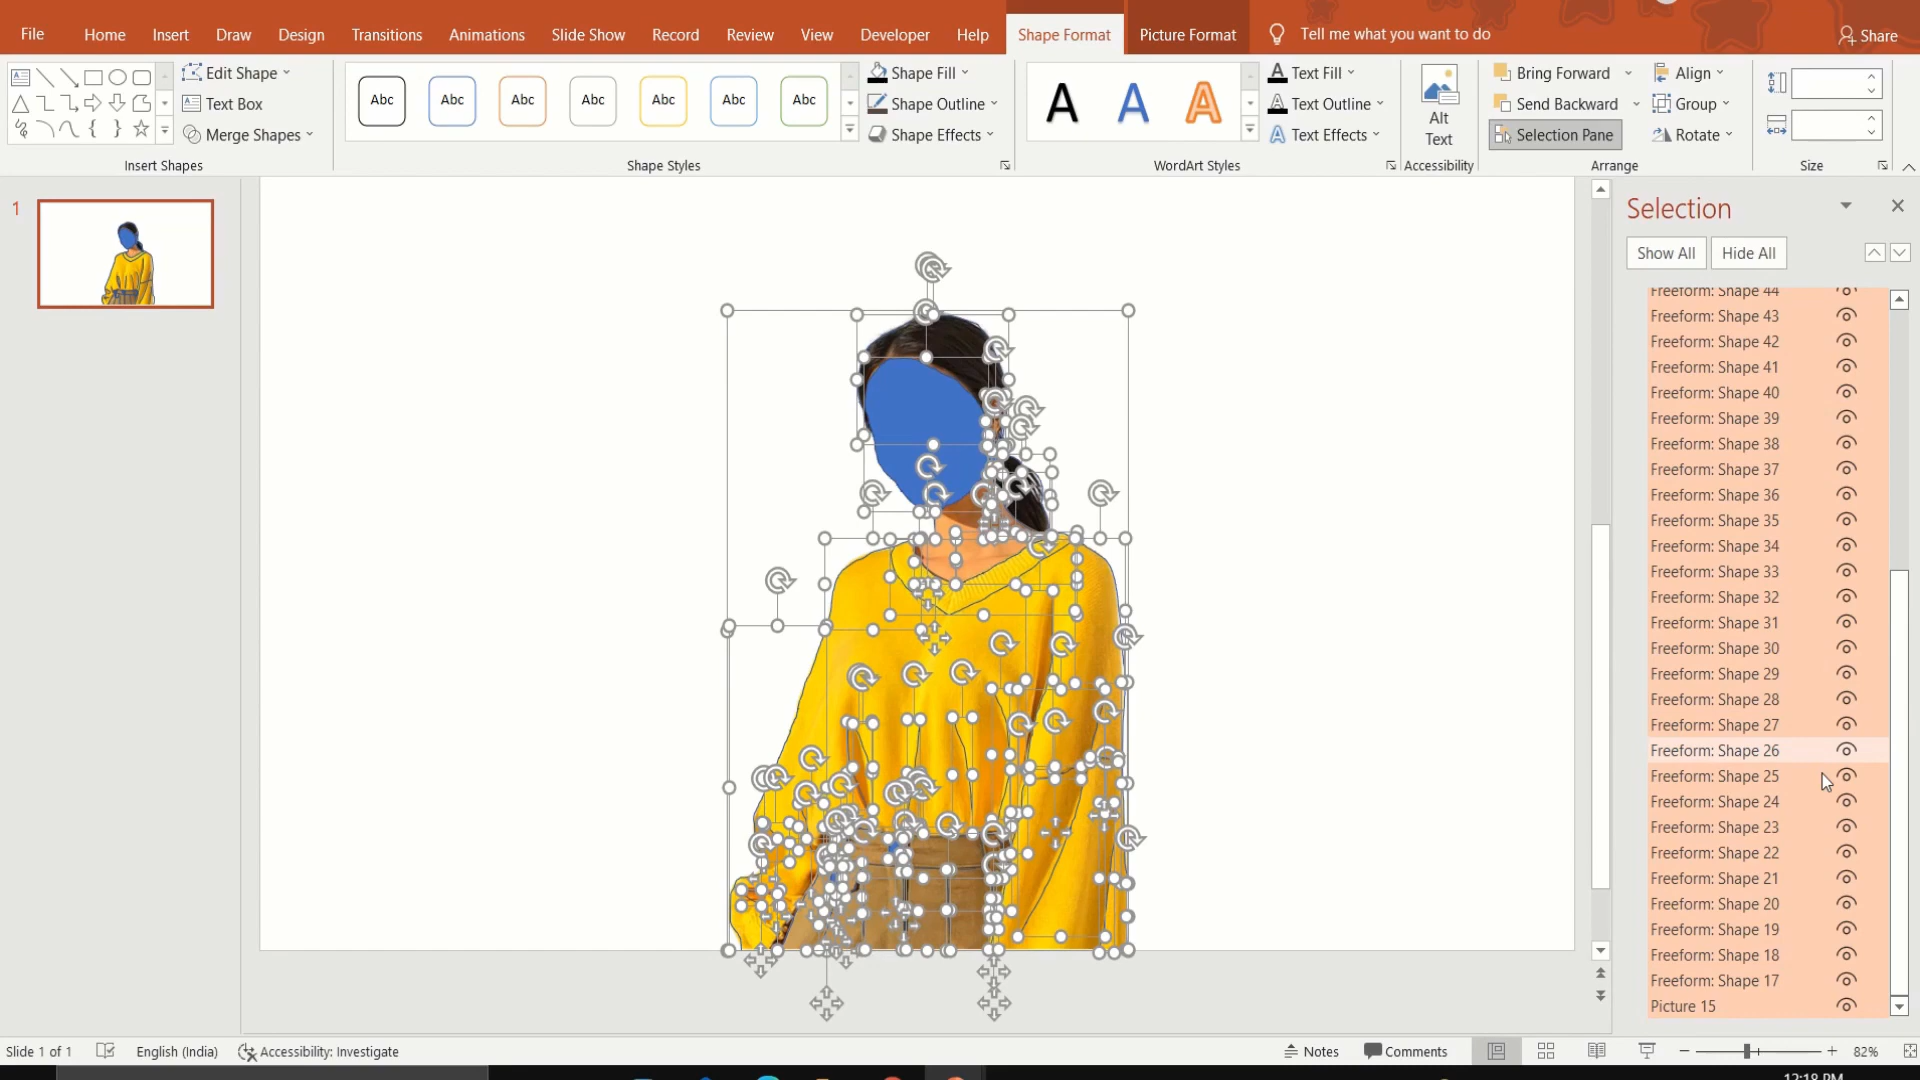 File Home Insert Draw Design Transitions Animations Slide Show Record Review View Developer Help Shape Format Picture Format Tell me what you want to do Share
Edit Shape
Text Box
Merge Shapes
Insert Shapes
Abc Abc Abc Abc Abc Abc Abc
Shape Fill
Shape Outline
Shape Effects
Shape Styles
A A A
Text Fill
Text Outline
Text Effects
WordArt Styles
Alt
Text
Accessibility
Bring Forward
Send Backward
Selection Pane
Align
Group
Rotate
Arrange
Size
1
Selection
Show All Hide All
Freeform: Shape 44
Freeform: Shape 43
Freeform: Shape 42
Freeform: Shape 41
Freeform: Shape 40
Freeform: Shape 39
Freeform: Shape 38
Freeform: Shape 37
Freeform: Shape 36
Freeform: Shape 35
Freeform: Shape 34
Freeform: Shape 33
Freeform: Shape 32
Freeform: Shape 31
Freeform: Shape 30
Freeform: Shape 29
Freeform: Shape 28
Freeform: Shape 27
Freeform: Shape 26
Freeform: Shape 25
Freeform: Shape 24
Freeform: Shape 23
Freeform: Shape 22
Freeform: Shape 21
Freeform: Shape 20
Freeform: Shape 19
Freeform: Shape 18
Freeform: Shape 17
Picture 15
Slide 1 of 1 English (India) Accessibility: Investigate Notes Comments 82%
12:18 PM